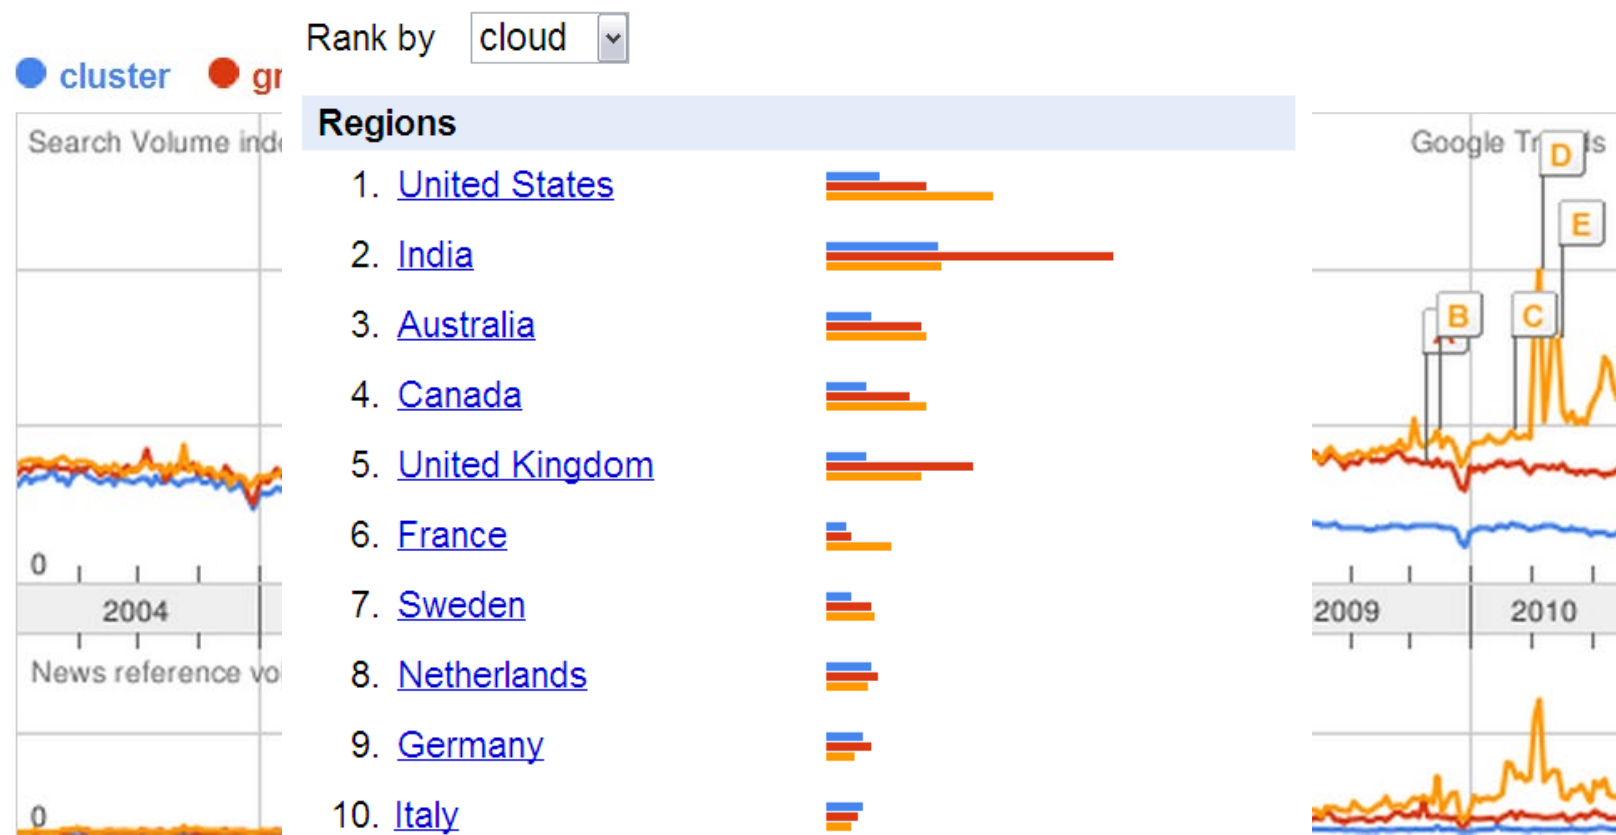 Rank by cloud
cluster gr
Regions
Search Volume inde
Google Tr ds
D
1. United States
E
2. India
B
C
3. Australia
4. Canada
5. United Kingdom
6. France
0
7. Sweden
2004
2009
2010
News reference vo
8. Netherlands
9. Germany
10. Italy
0